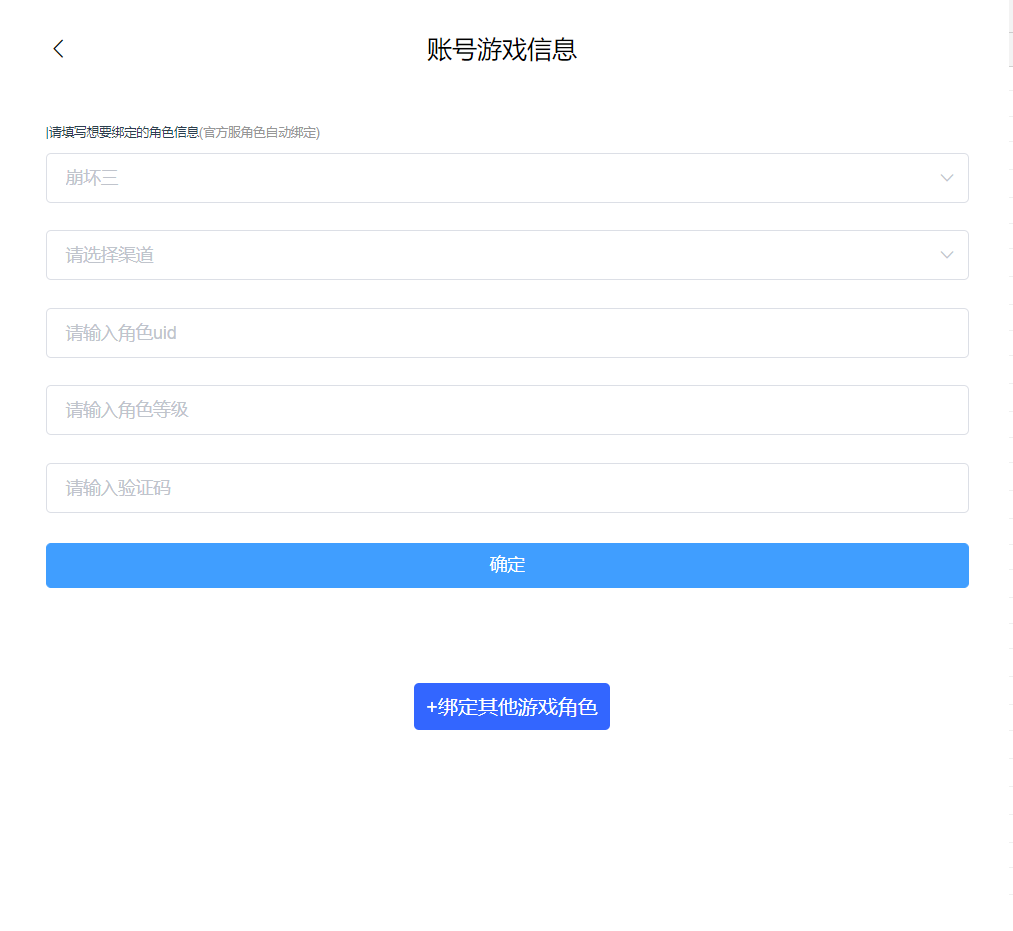 账号游戏信息
|请填写想要绑定的角色信息(官方服角色自动绑定)
崩坏三
请选择渠道
请输入角色uid
请输入角色等级
请输入验证码
确定
+绑定其他游戏角色